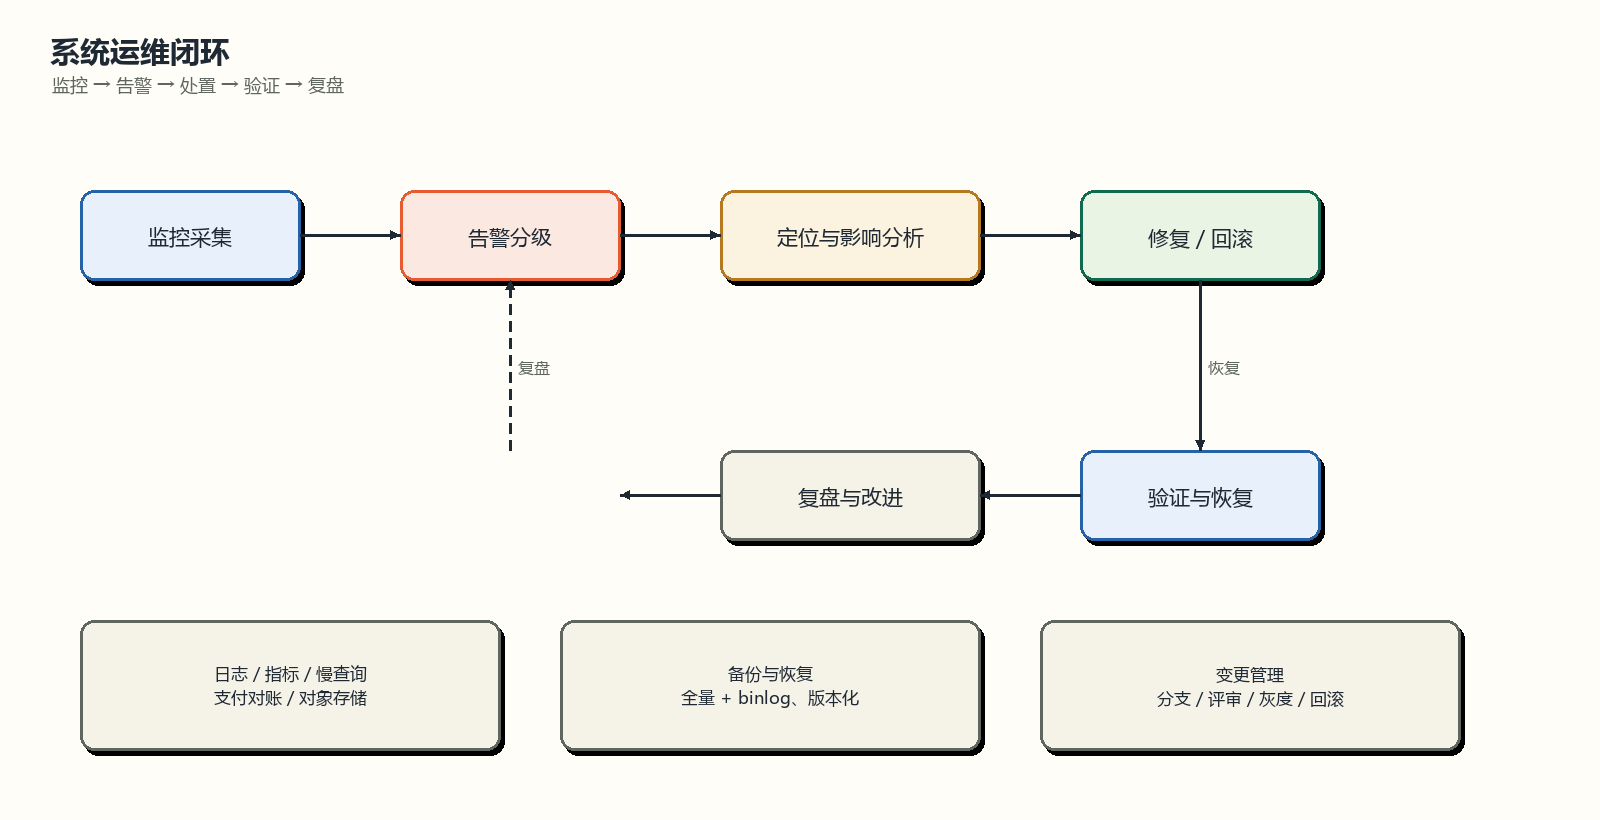 系统运维闭环
监控 → 告警 → 处置 → 验证 → 复盘
监控采集
告警分级
定位与影响分析
修复 / 回滚
复盘
恢复
复盘与改进
验证与恢复
日志 / 指标 / 慢查询
支付对账 / 对象存储
备份与恢复
全量 + binlog、版本化
变更管理
分支 / 评审 / 灰度 / 回滚